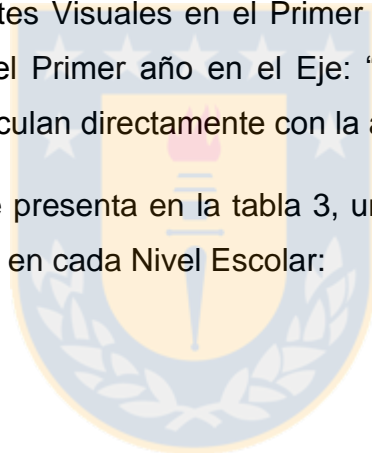 tes Visuales en el Primer
el Primer año en el Eje: “
culan directamente con la a
e presenta en la tabla 3, un
en cada Nivel Escolar: